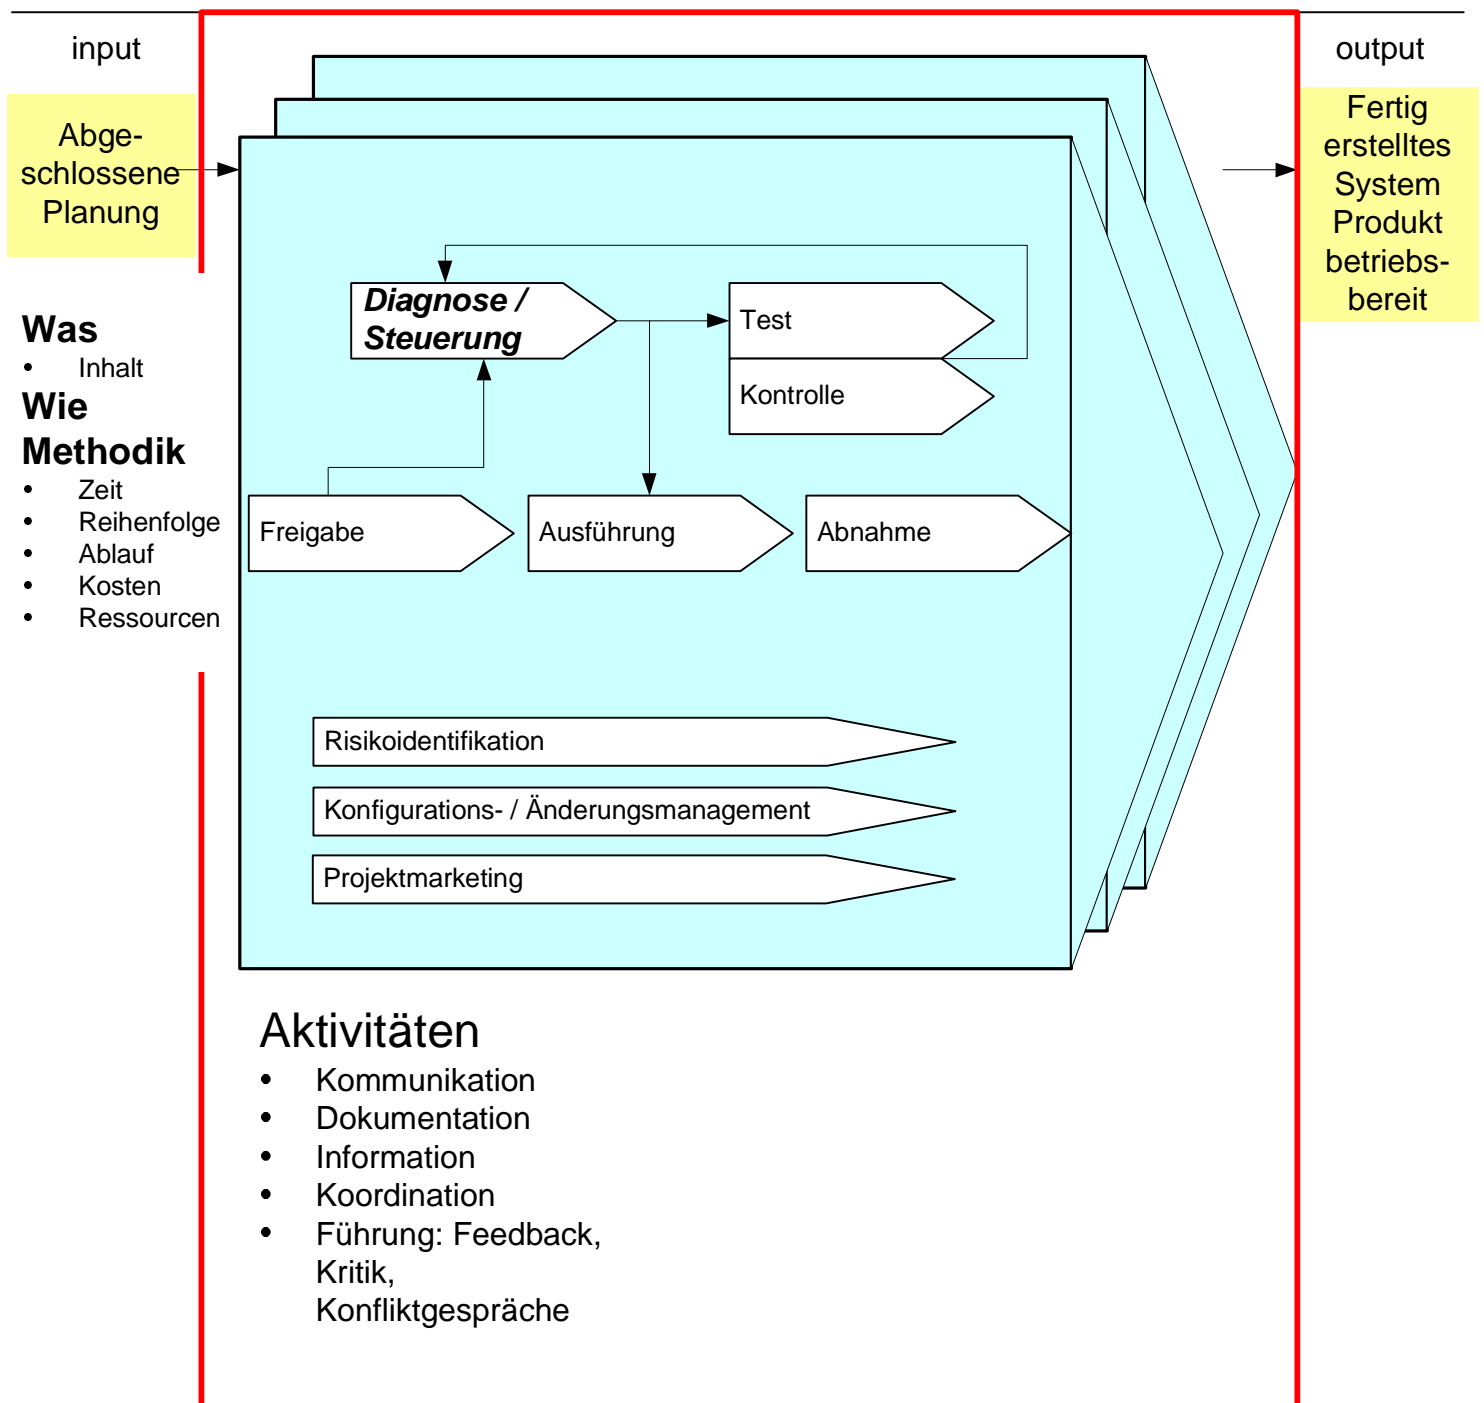 input
output
Abge-
schlossene
Planung
Fertig
erstelltes
System
Produkt
betriebs-
bereit
Was
• Inhalt
Wie
Methodik
• Zeit
• Reihenfolge
• Ablauf
• Kosten
• Ressourcen
Diagnose /
Steuerung
Test
Kontrolle
Freigabe
Ausführung
Abnahme
Risikoidentifikation
Konfigurations- / Änderungsmanagement
Projektmarketing
Aktivitäten
• Kommunikation
• Dokumentation
• Information
• Koordination
• Führung: Feedback,
Kritik,
Konfliktgespräche